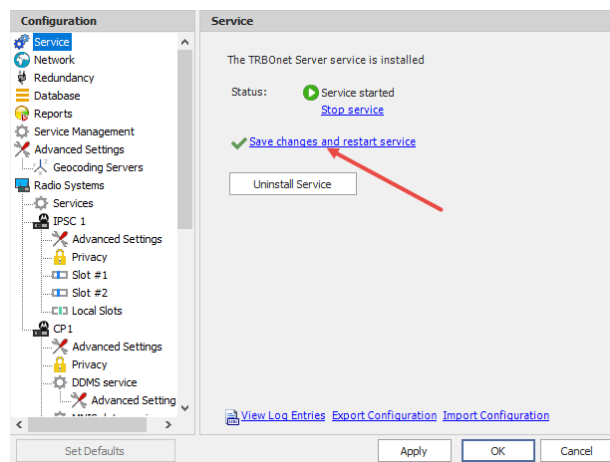 Configuration
Service
Network
Redundancy
Database
Reports
Service Management
Advanced Settings
Geocoding Servers
Radio Systems
Services
IPSC 1
Advanced Settings
Privacy
Slot #1
Slot #2
Local Slots
CP1
Advanced Settings
Privacy
DDMS service
Advanced Setting
Set Defaults
Service
The TRBOnet Server service is installed
Status: Service started
Stop service
Save changes and restart service
Uninstall Service
View Log Entries Export Configuration Import Configuration
Apply OK Cancel